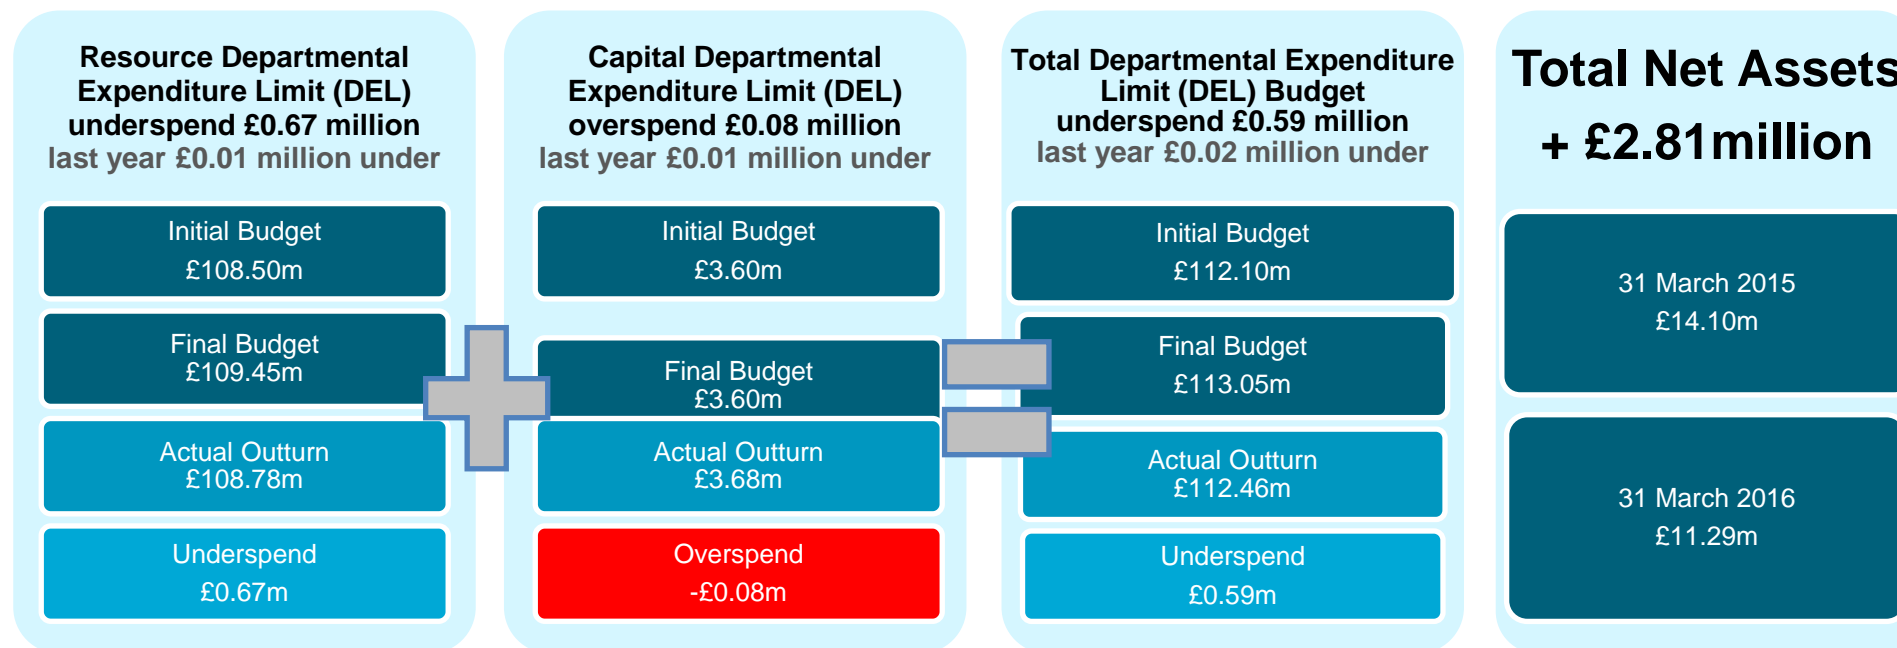 Resource Departmental
Expenditure Limit (DEL)
underspend £0.67 million
last year £0.01 million under
Initial Budget
£108.50m
Final Budget
£109.45m
Actual Outturn
£108.78m
Underspend
£0.67m
Capital Departmental
Expenditure Limit (DEL)
overspend £0.08 million
last year £0.01 million under
Initial Budget
£3.60m
Final Budget
£3.60m
Actual Outturn
£3.68m
Overspend
-£0.08m
Total Departmental Expenditure
Limit (DEL) Budget
underspend £0.59 million
last year £0.02 million under
Initial Budget
£112.10m
Final Budget
£113.05m
Actual Outturn
£112.46m
Underspend
£0.59m
Total Net Assets
+ £2.81million
31 March 2015
£14.10m
31 March 2016
£11.29m